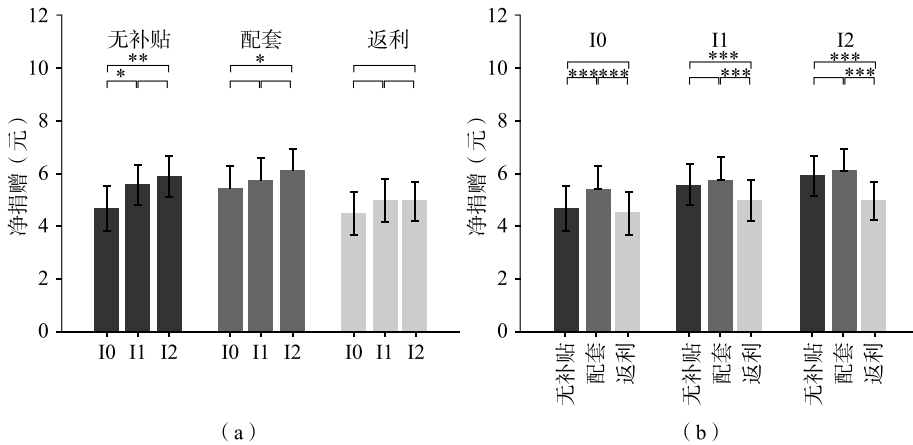 12
10
8
6
4
2
0
净捐赠（元）
无补贴
配套
返利
**
*
*
I0 I1 I2
I0 I1 I2
I0 I1 I2
（a）
12
10
8
6
4
2
0
净捐赠（元）
I0
I1
I2
***
***
******
***
***
无补贴
配套
返利
无补贴
配套
返利
无补贴
配套
返利
（b）